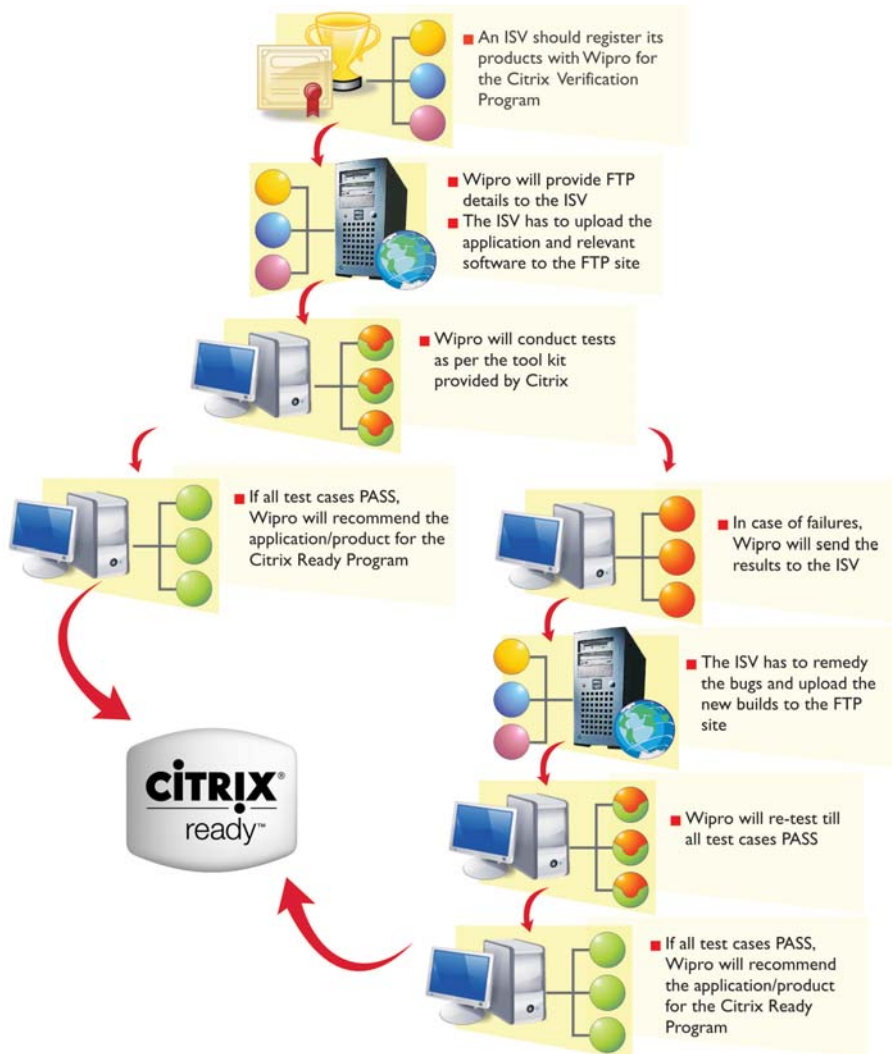 ■ An ISV should register its
products with Wipro for
the Citrix Verification
Program
■ Wipro will provide FTP
details to the ISV
■ The ISV has to upload the
application and relevant
software to the FTP site
■ Wipro will conduct tests
as per the tool kit
provided by Citrix
■ If all test cases PASS,
Wipro will recommend the
application/product for the
Citrix Ready Program
■ In case of failures,
Wipro will send the
results to the ISV
■ The ISV has to remedy
the bugs and upload the
new builds to the FTP
site
CiTRIX®
ready™
■ Wipro will re-test till
all test cases PASS
■ If all test cases PASS,
Wipro will recommend
the application/product
for the Citrix Ready
Program